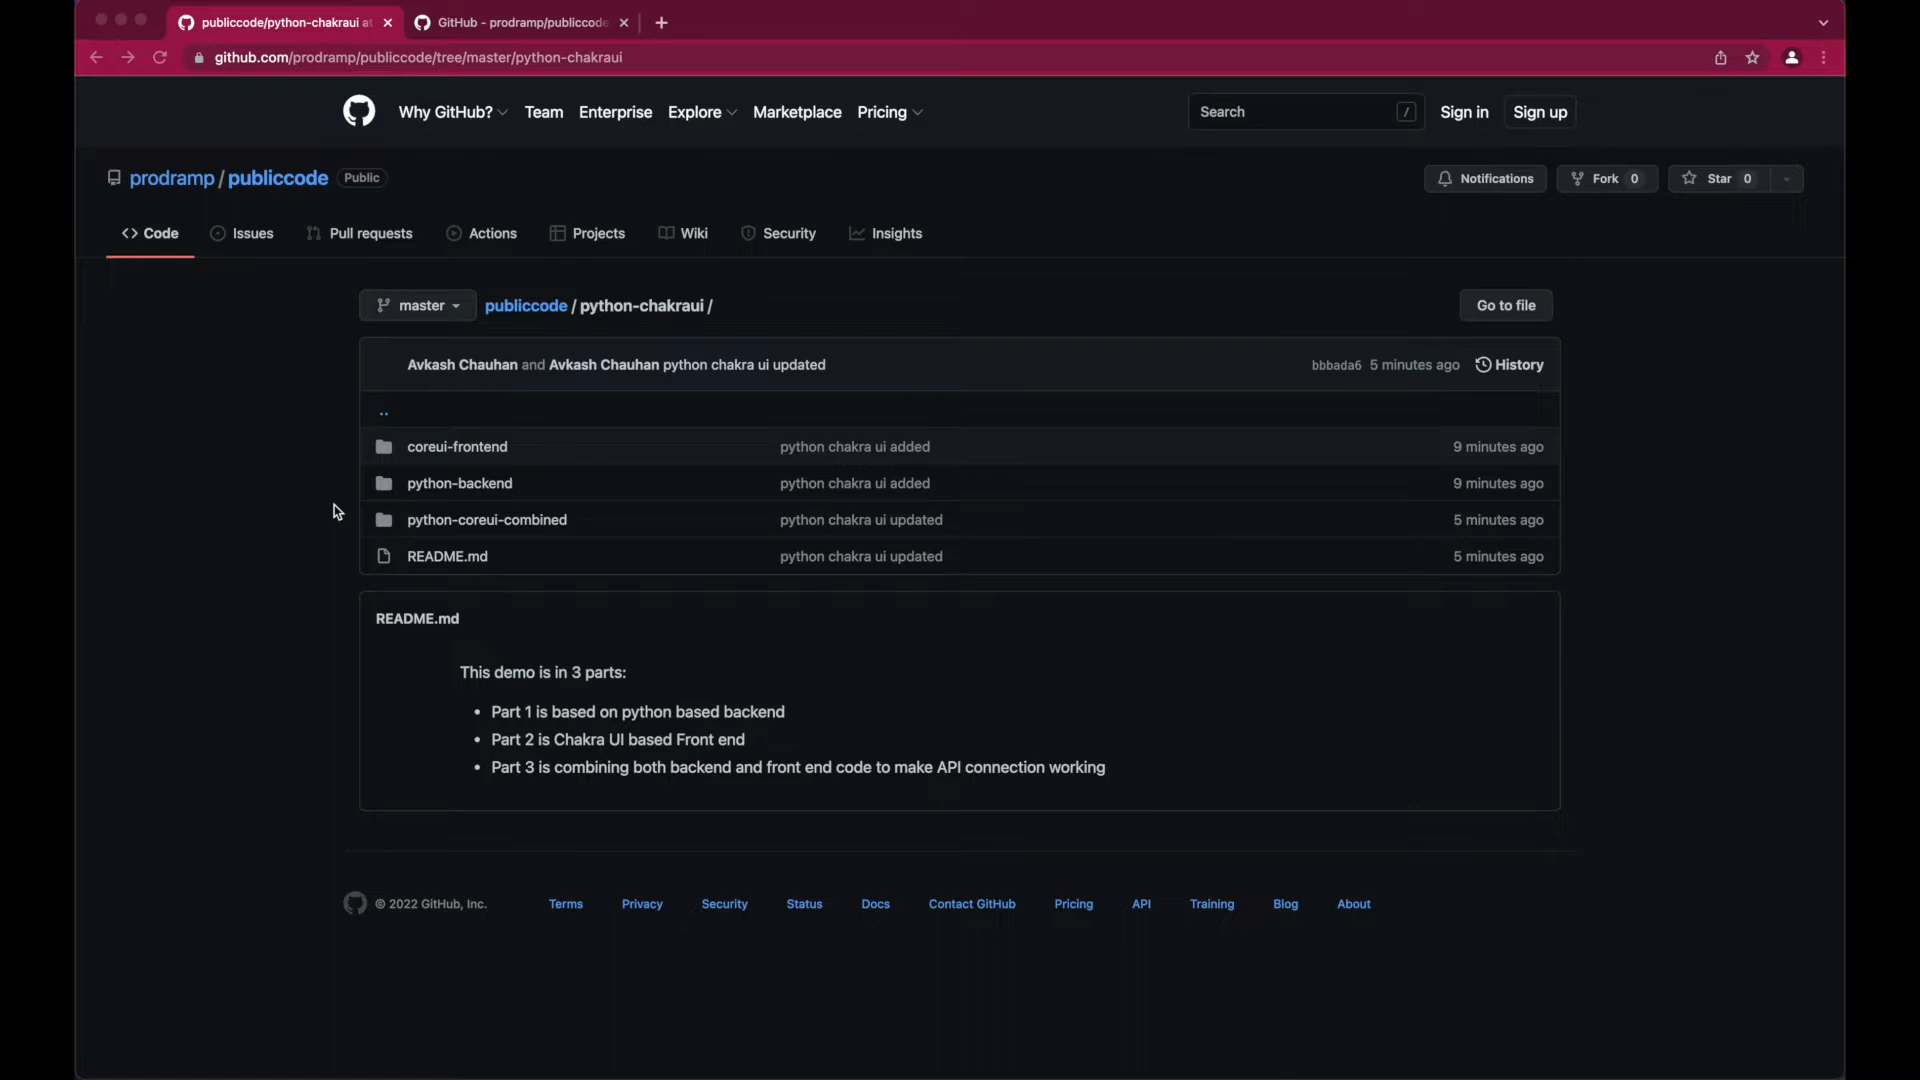 publiccode/python-chakraui at
GitHub - prodramp/publiccode
github.com/prodramp/publiccode/tree/master/python-chakraui
Why GitHub? Team Enterprise Explore Marketplace Pricing Search / Sign in Sign up
prodramp / publiccode Public Notifications Fork 0 Star 0
Code Issues Pull requests Actions Projects Wiki Security Insights
master publiccode / python-chakraui / Go to file
Avkash Chauhan and Avkash Chauhan python chakra ui updated bbbada6 5 minutes ago History
..
coreui-frontend python chakra ui added 9 minutes ago
python-backend python chakra ui added 9 minutes ago
python-coreui-combined python chakra ui updated 5 minutes ago
README.md python chakra ui updated 5 minutes ago
README.md
This demo is in 3 parts:
• Part 1 is based on python based backend
• Part 2 is Chakra UI based Front end
• Part 3 is combining both backend and front end code to make API connection working
© 2022 GitHub, Inc. Terms Privacy Security Status Docs Contact GitHub Pricing API Training Blog About